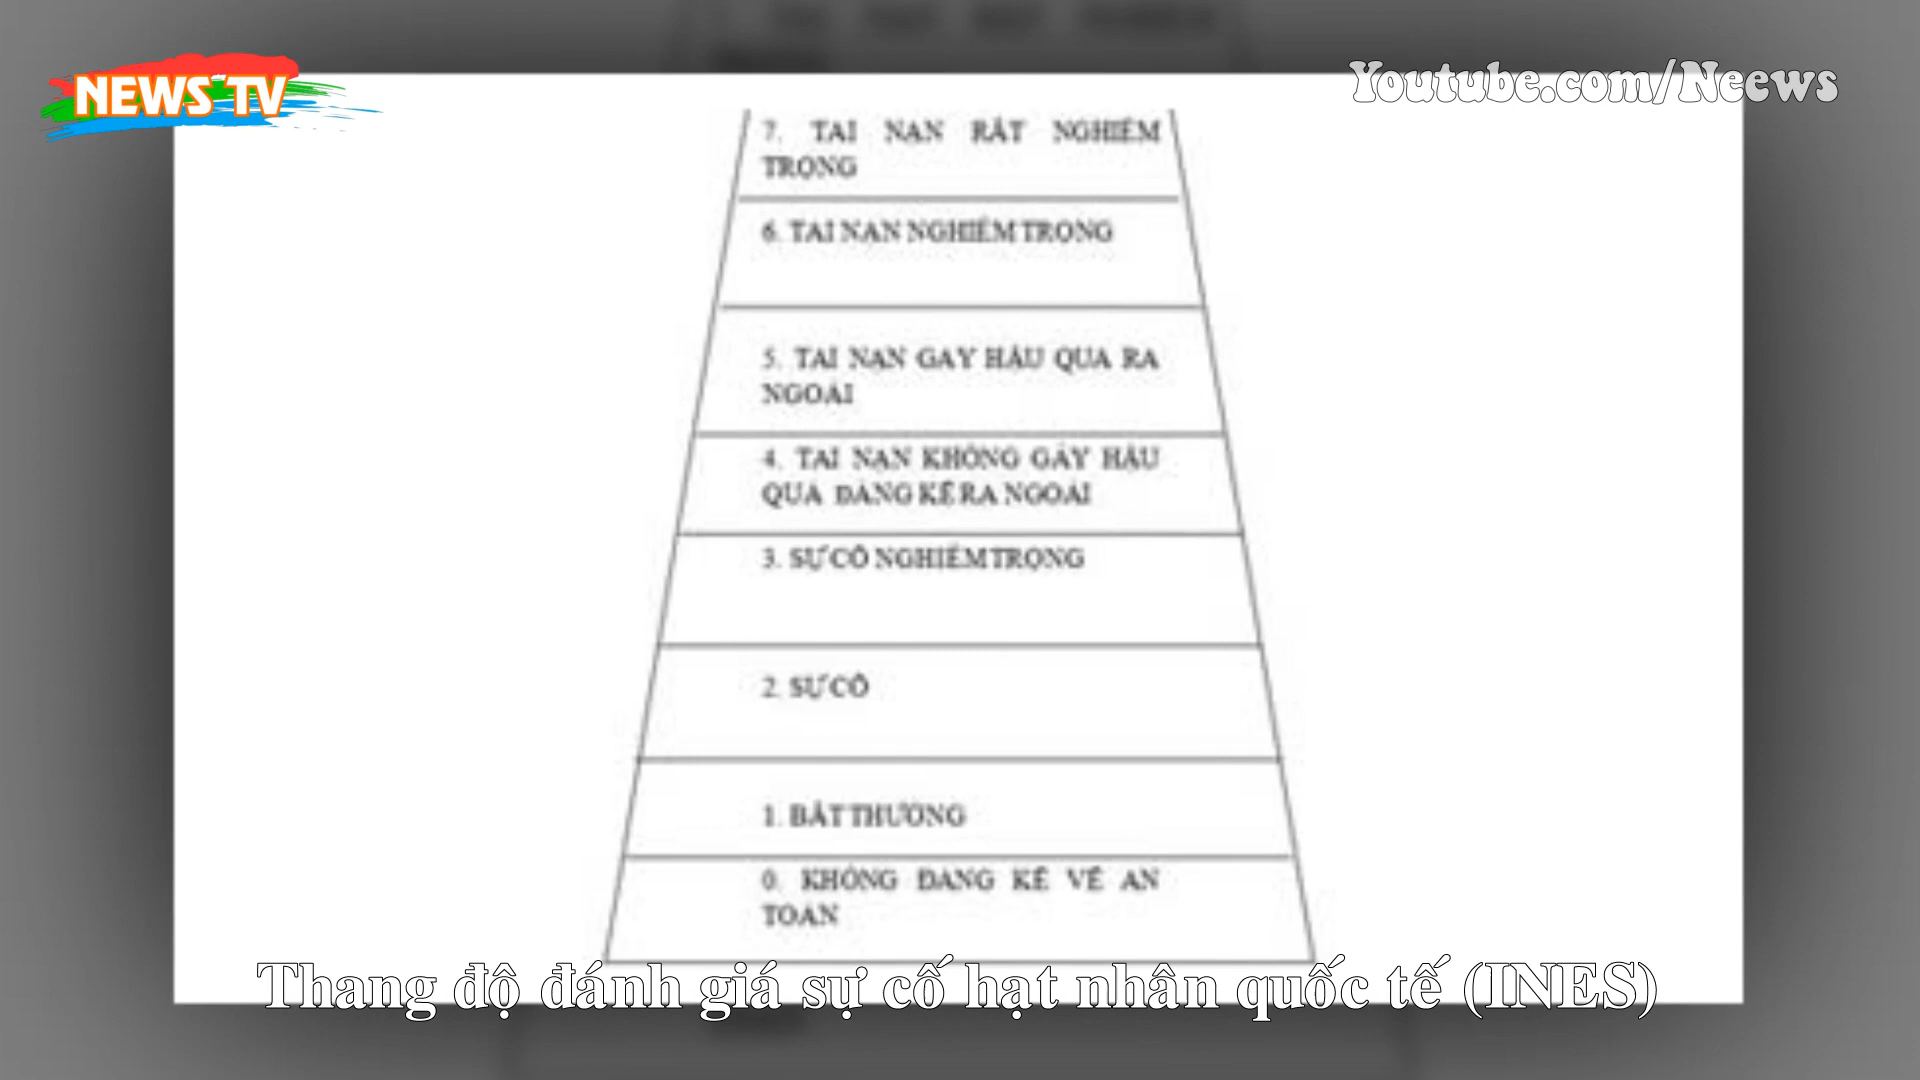 NEWS TV
Youtube.com/Neews
7. TAI NẠN RẤT NGHIÊM
TRỌNG
6. TAI NẠN NGHIÊM TRỌNG
5. TAI NẠN GÂY HẬU QUẢ RA
NGOÀI
4. TAI NẠN KHÔNG GÂY HẬU
QUẢ ĐÁNG KỂ RA NGOÀI
3. SỰ CỐ NGHIÊM TRỌNG
2. SỰ CỐ
1. BẤT THƯỜNG
0. KHÔNG ĐÁNG KỂ VỀ AN
TOÀN
Thang độ đánh giá sự cố hạt nhân quốc tế (INES)